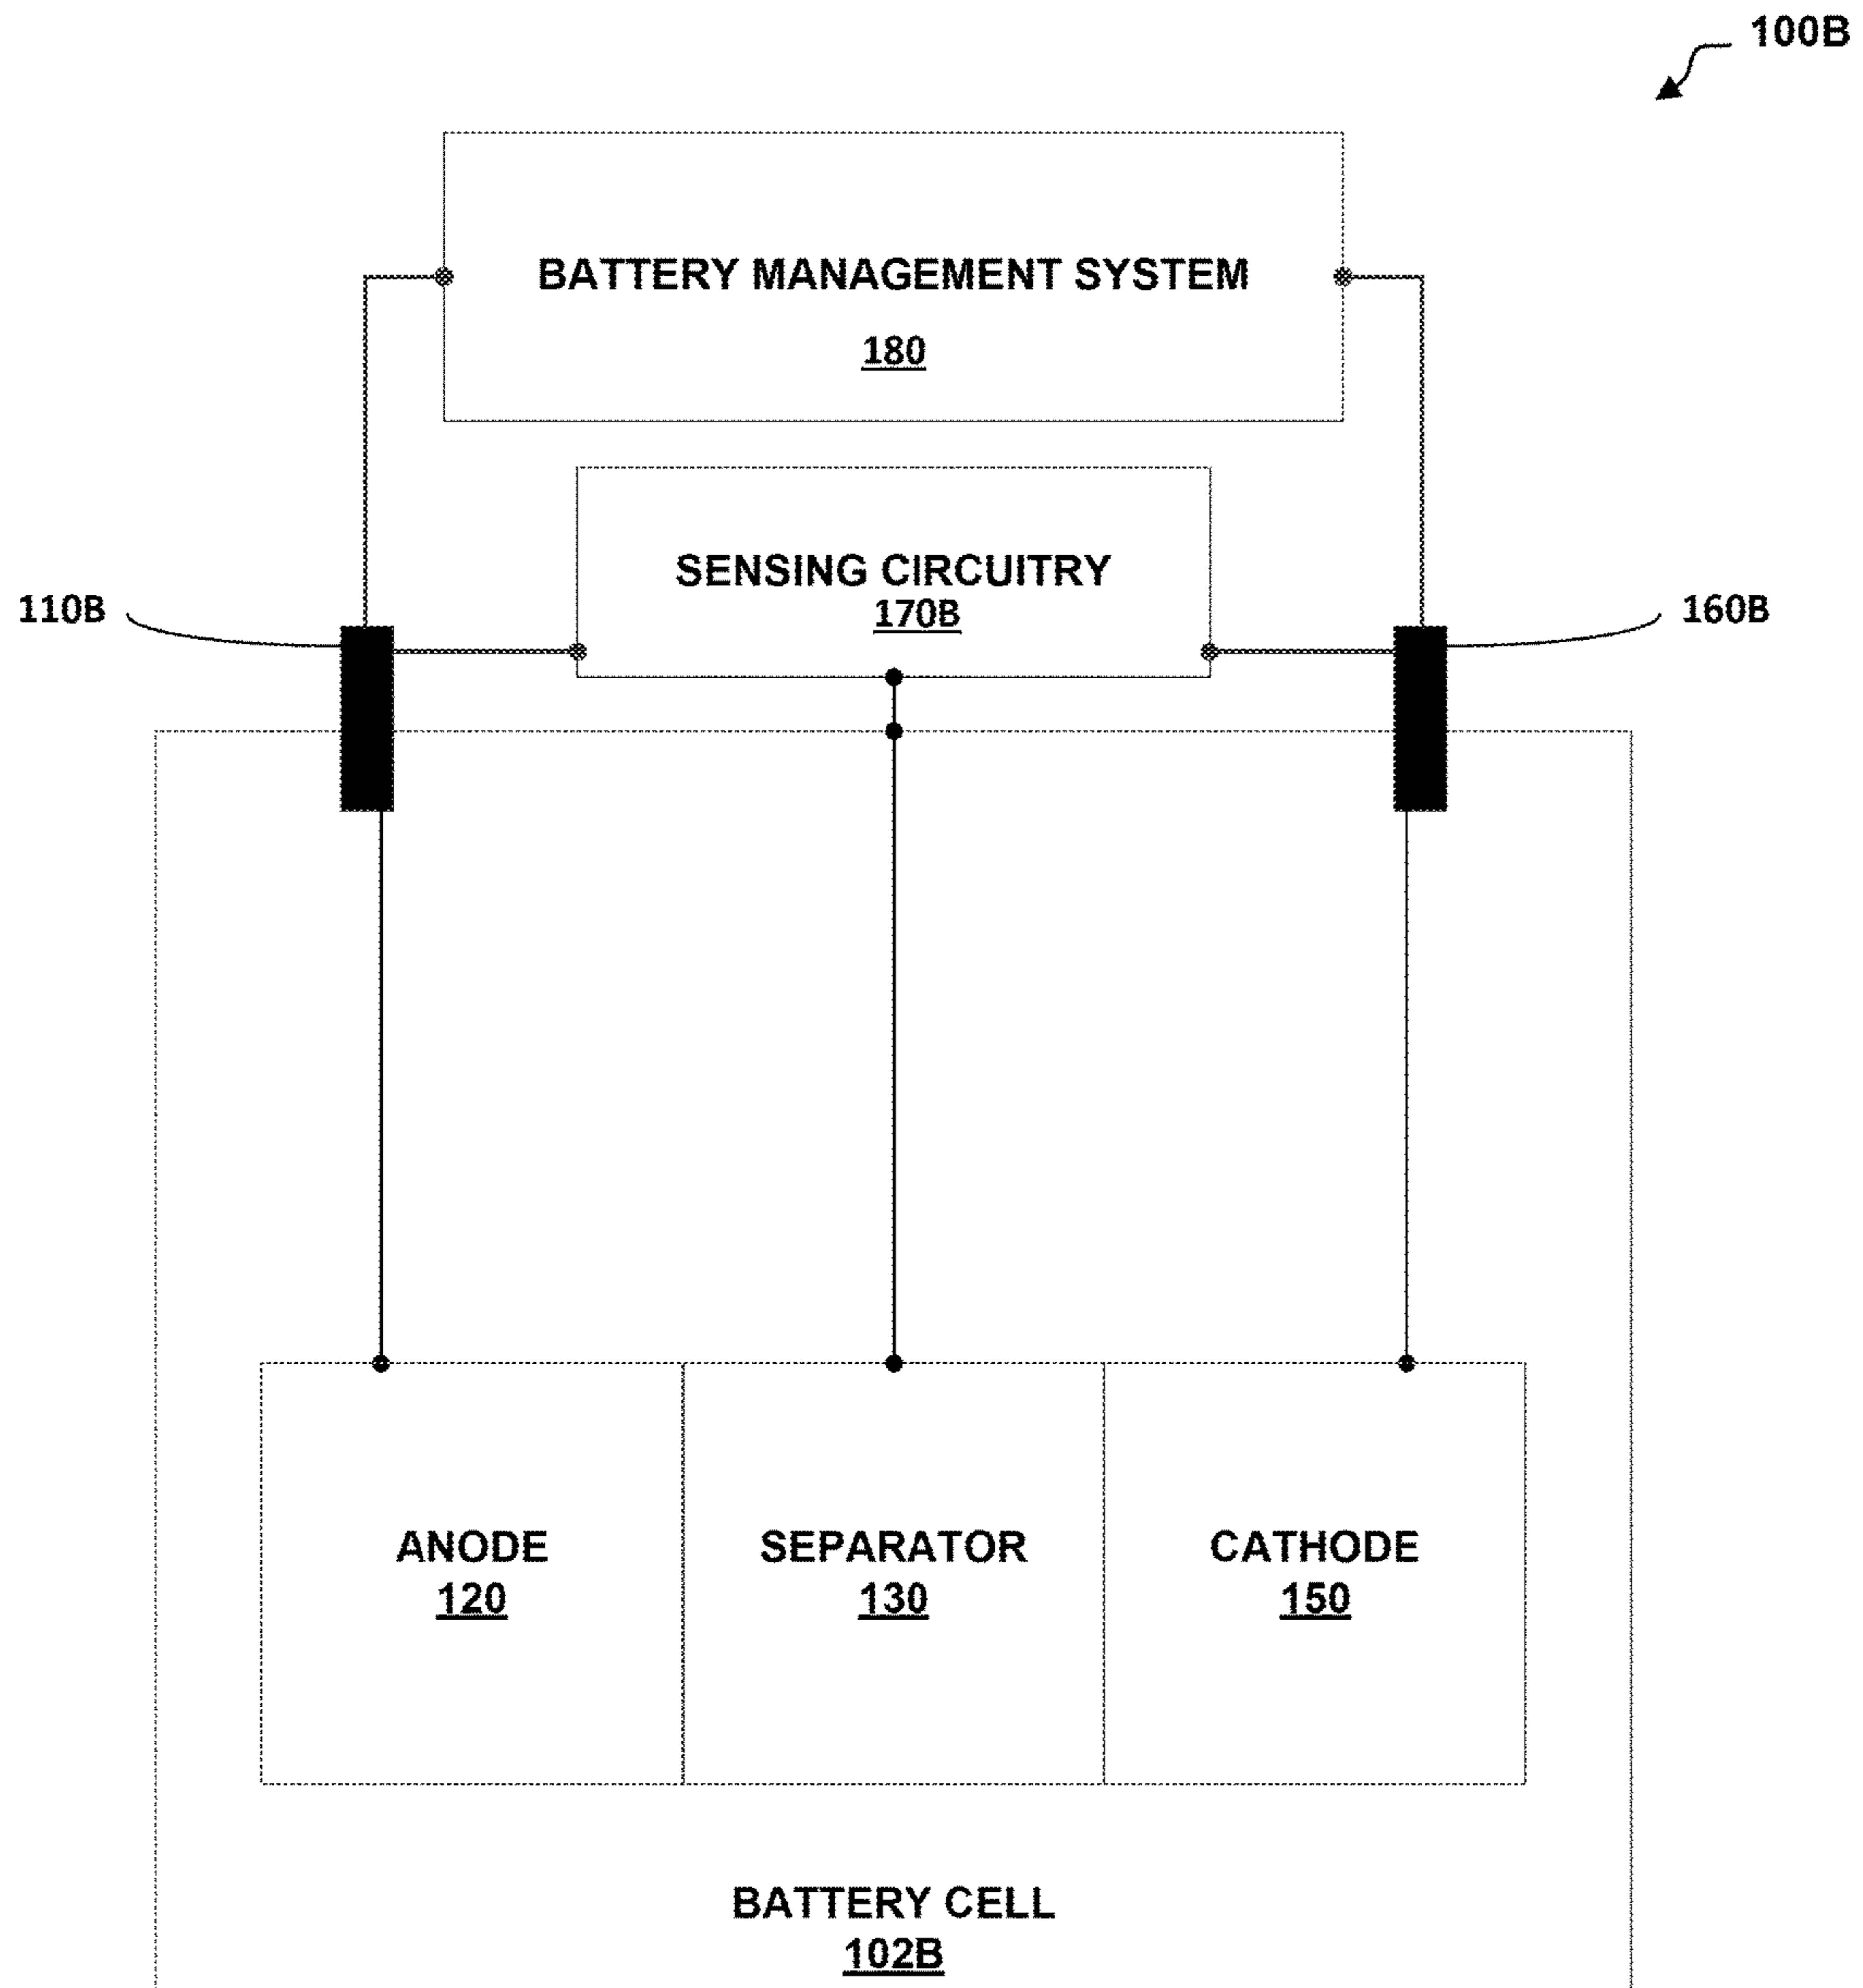 100B
BATTERY MANAGEMENT SYSTEM
180
SENSING CIRCUITRY
170B
110B
160B
ANODE
120
SEPARATOR
130
CATHODE
150
BATTERY CELL
102B